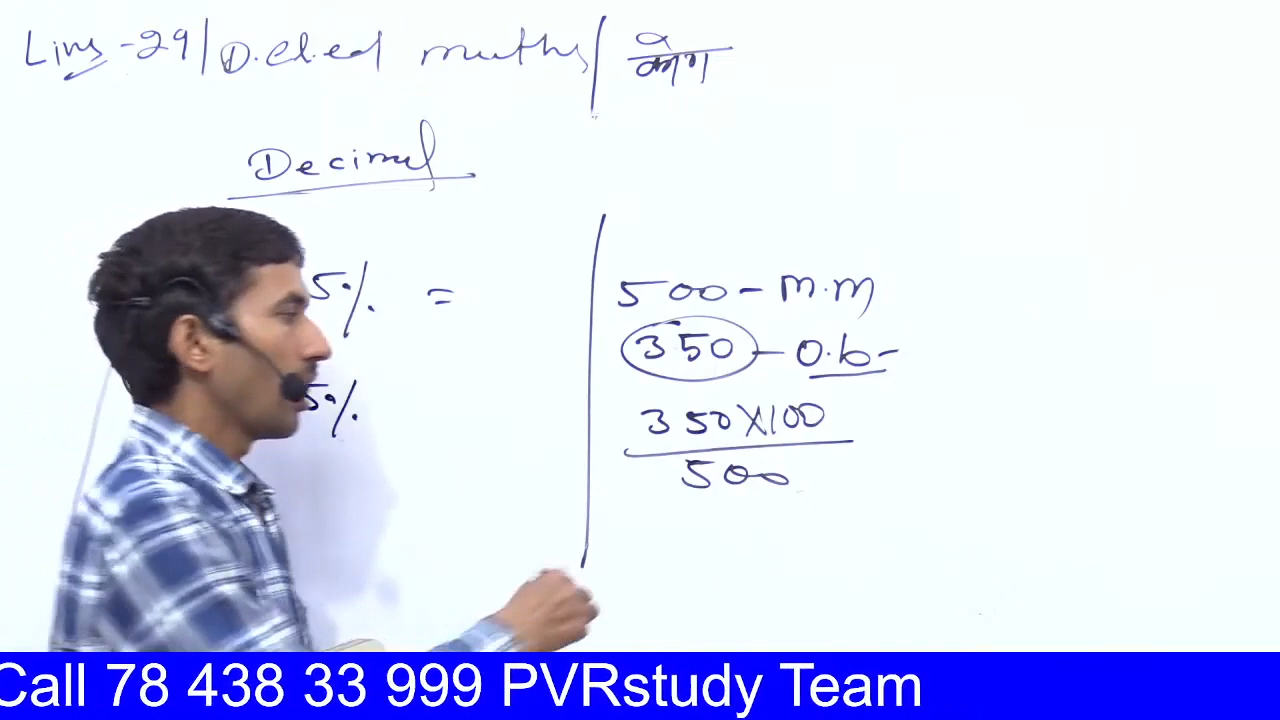 Lins -29 / D.El.ed muths /
Decimal
5% =
5%
500 - M.M
350 - O.b -
350 X 100
500
Call 78 438 33 999 PVRstudy Team